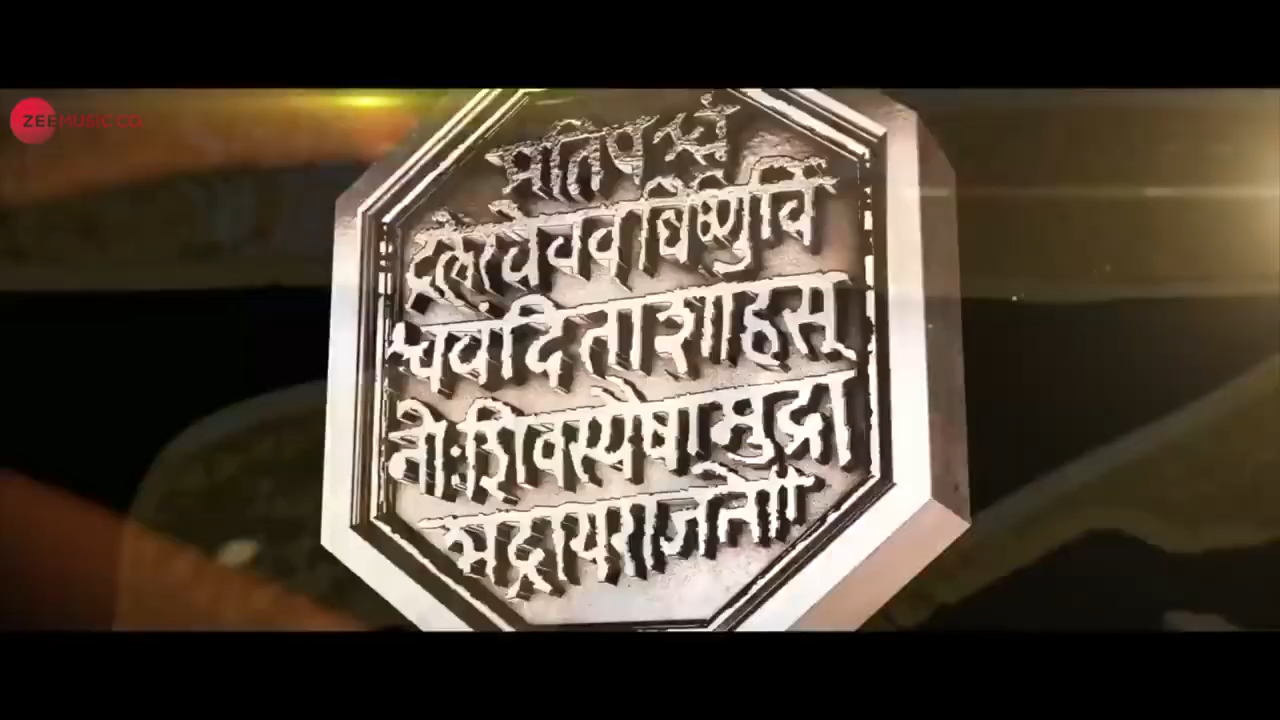 ZEE MUSIC CO.
प्रतिपच्चं
द्रलेखेववर्धिष्णुर्वि
श्ववंदिताशाहसू
नोःशिवस्यैषामुद्रा
भद्रायराजते॥